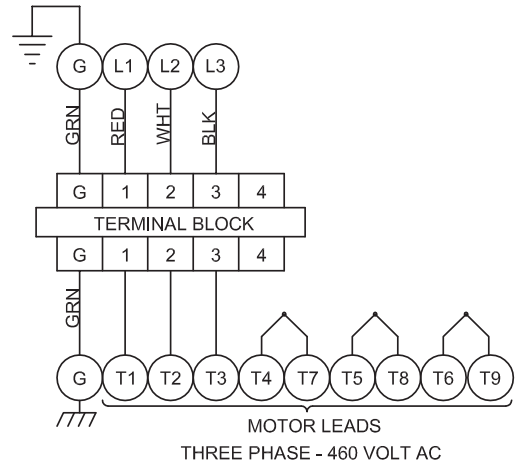 G L1 L2 L3
GRN RED WHT BLK
G 1 2 3 4
TERMINAL BLOCK
G 1 2 3 4
GRN
G T1 T2 T3 T4 T7 T5 T8 T6 T9
MOTOR LEADS
THREE PHASE - 460 VOLT AC